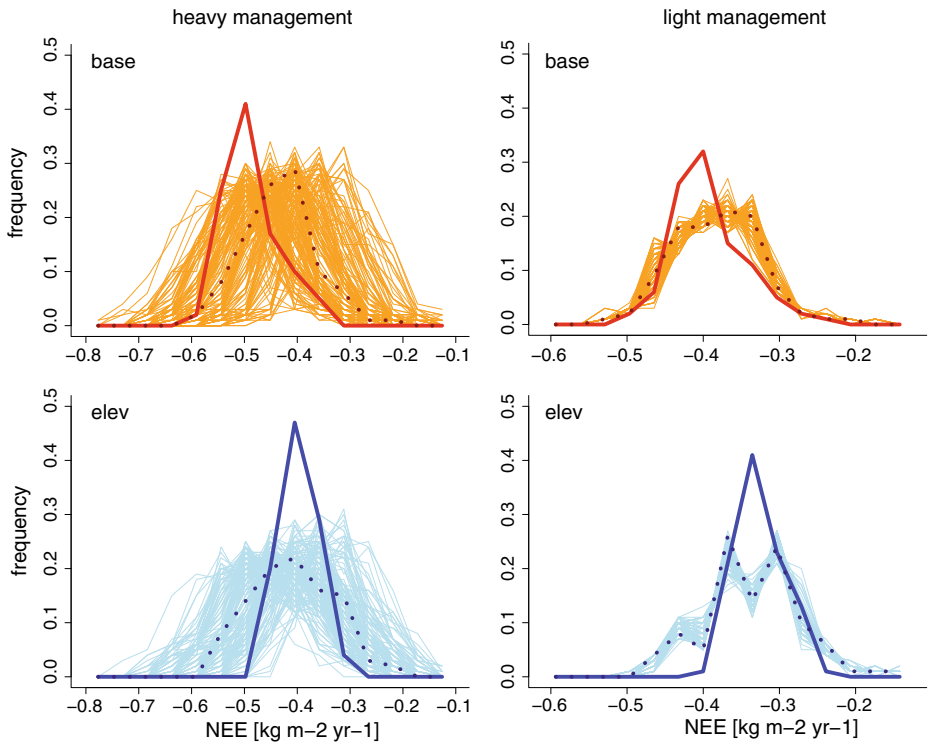 heavy management
light management
base
frequency
0.0 0.1 0.2 0.3 0.4 0.5
−0.8 −0.7 −0.6 −0.5 −0.4 −0.3 −0.2 −0.1
base
0.0 0.1 0.2 0.3 0.4 0.5
−0.6 −0.5 −0.4 −0.3 −0.2
elev
frequency
0.0 0.1 0.2 0.3 0.4 0.5
−0.8 −0.7 −0.6 −0.5 −0.4 −0.3 −0.2 −0.1
NEE [kg m−2 yr−1]
elev
0.0 0.1 0.2 0.3 0.4 0.5
−0.6 −0.5 −0.4 −0.3 −0.2
NEE [kg m−2 yr−1]